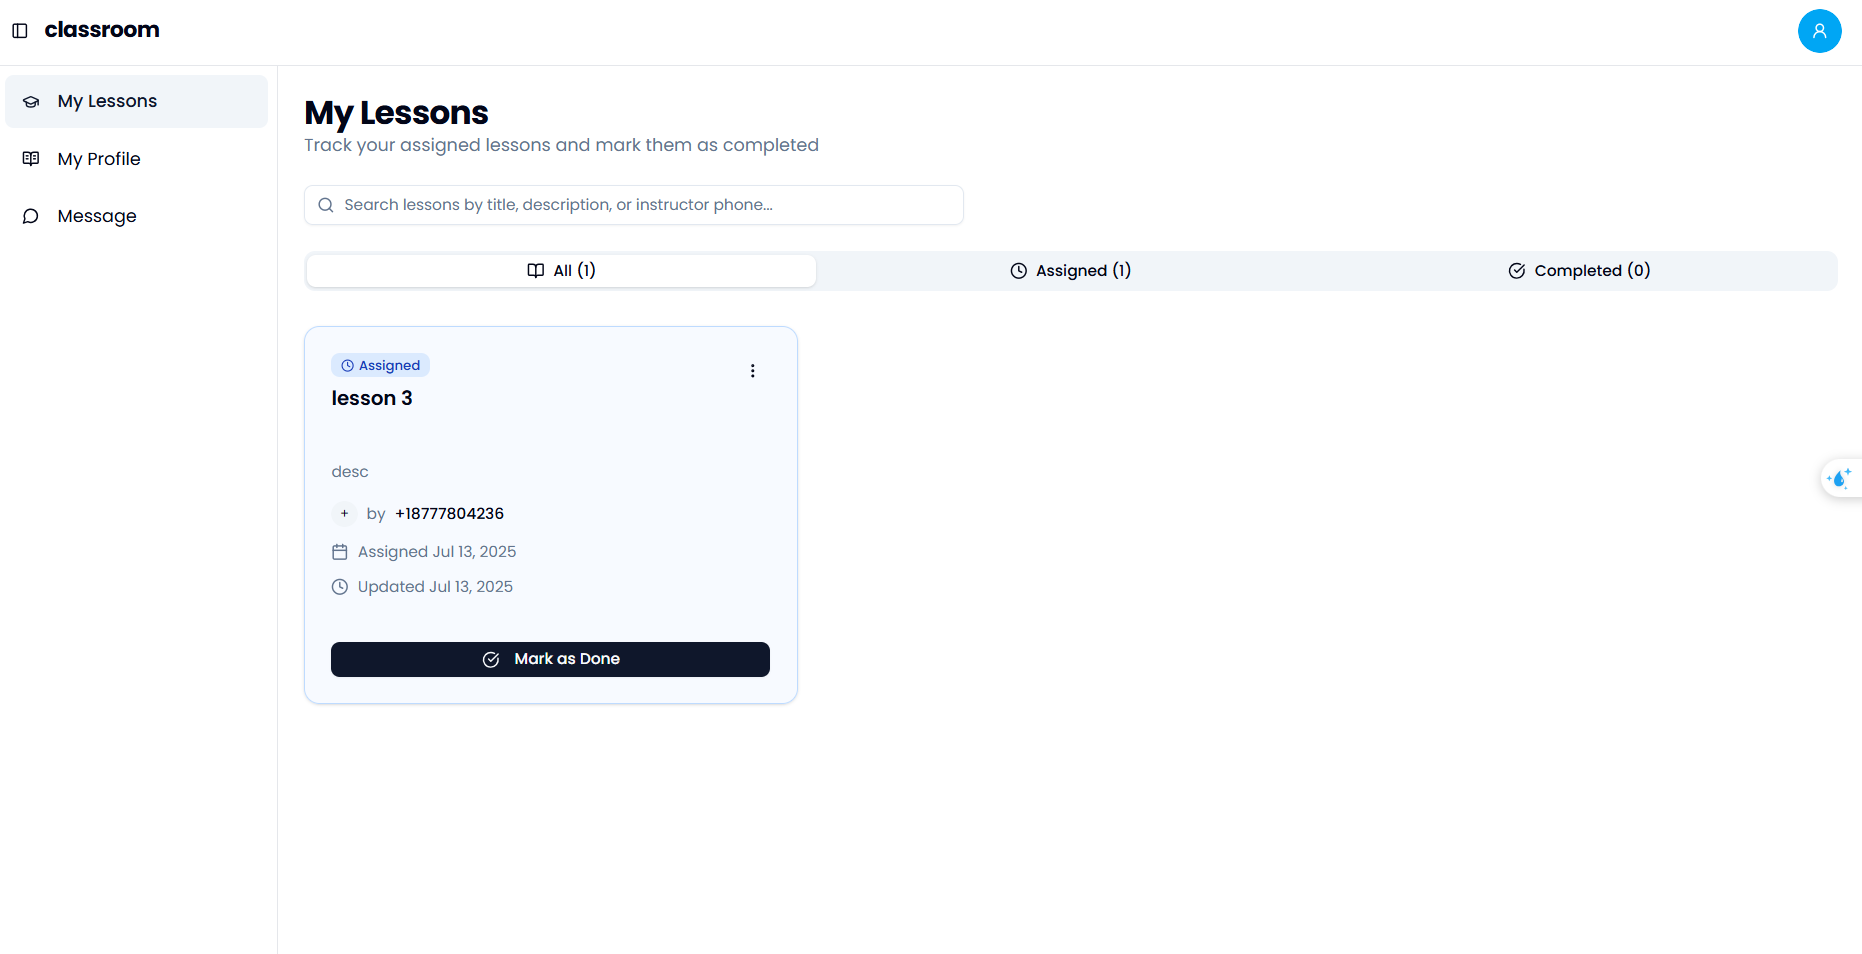 classroom
My Lessons
My Profile
Message
My Lessons
Track your assigned lessons and mark them as completed
Search lessons by title, description, or instructor phone...
All (1)
Assigned (1)
Completed (0)
Assigned
lesson 3
desc
+ by +18777804236
Assigned Jul 13, 2025
Updated Jul 13, 2025
Mark as Done